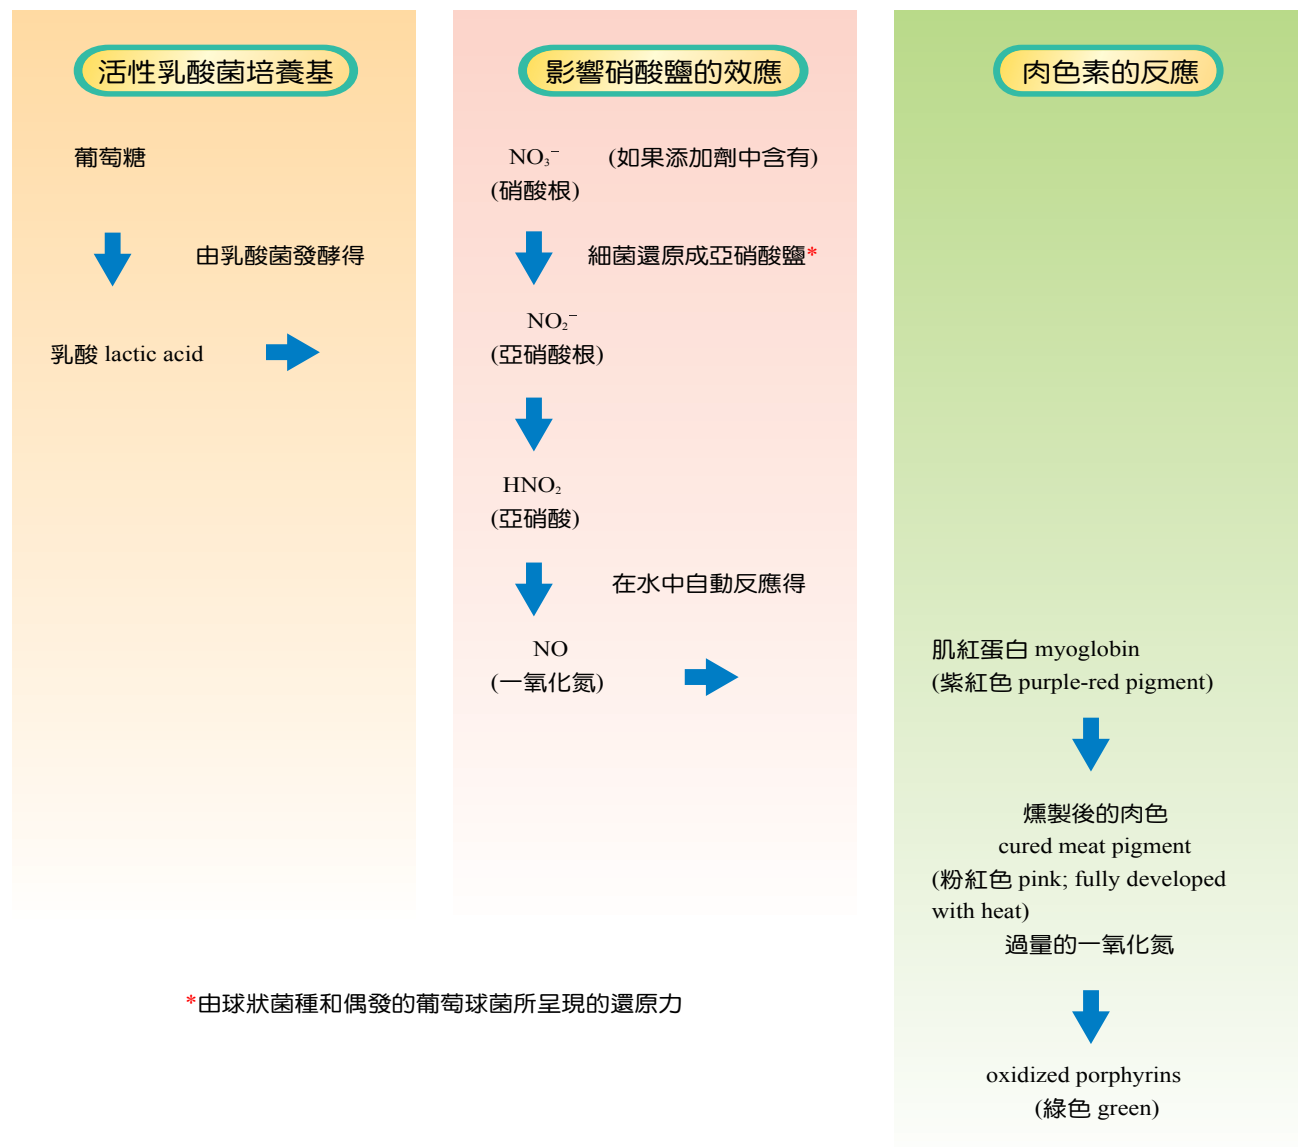 活性乳酸菌培養基
葡萄糖
由乳酸菌發酵得
乳酸 lactic acid
影響硝酸鹽的效應
NO₃⁻ (如果添加劑中含有)
(硝酸根)
細菌還原成亞硝酸鹽*
NO₂⁻
(亞硝酸根)
HNO₂
(亞硝酸)
在水中自動反應得
NO
(一氧化氮)
肉色素的反應
肌紅蛋白 myoglobin
(紫紅色 purple-red pigment)
燻製後的肉色
cured meat pigment
(粉紅色 pink; fully developed
with heat)
過量的一氧化氮
oxidized porphyrins
(綠色 green)
*由球狀菌種和偶發的葡萄球菌所呈現的還原力